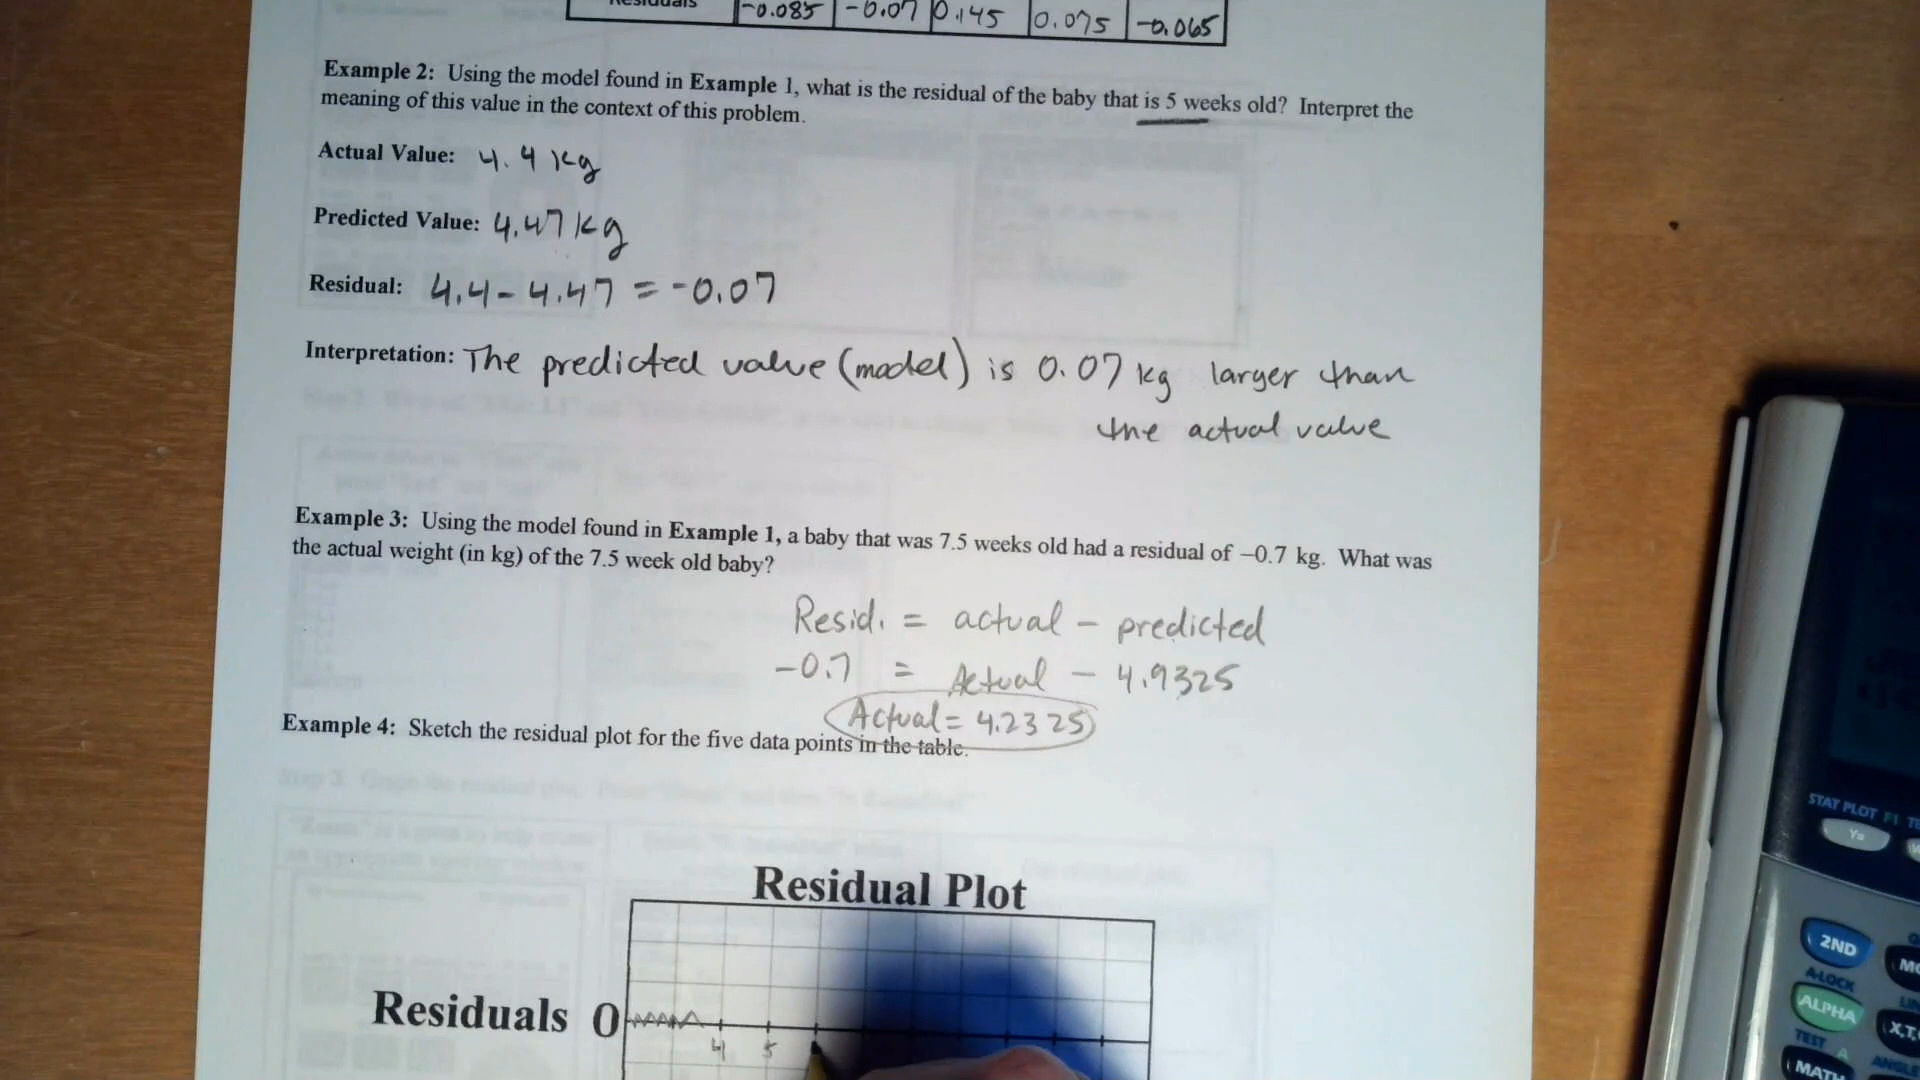 Residuals -0.085 -0.07 0.145 0.075 -0.065
Example 2: Using the model found in Example 1, what is the residual of the baby that is 5 weeks old? Interpret the
meaning of this value in the context of this problem.
Actual Value: 4.4 kg
Predicted Value: 4.47 kg
Residual: 4.4 - 4.47 = -0.07
Interpretation: The predicted value (model) is 0.07 kg larger than
the actual value
Example 3: Using the model found in Example 1, a baby that was 7.5 weeks old had a residual of −0.7 kg. What was
the actual weight (in kg) of the 7.5 week old baby?
Resid. = actual - predicted
-0.7 = Actual - 4.9325
Actual = 4.2325
Example 4: Sketch the residual plot for the five data points in the table.
Residual Plot
Residuals 0
4 5
STAT PLOT F1
Y=
2ND
A-LOCK
ALPHA
TEST A
MATH